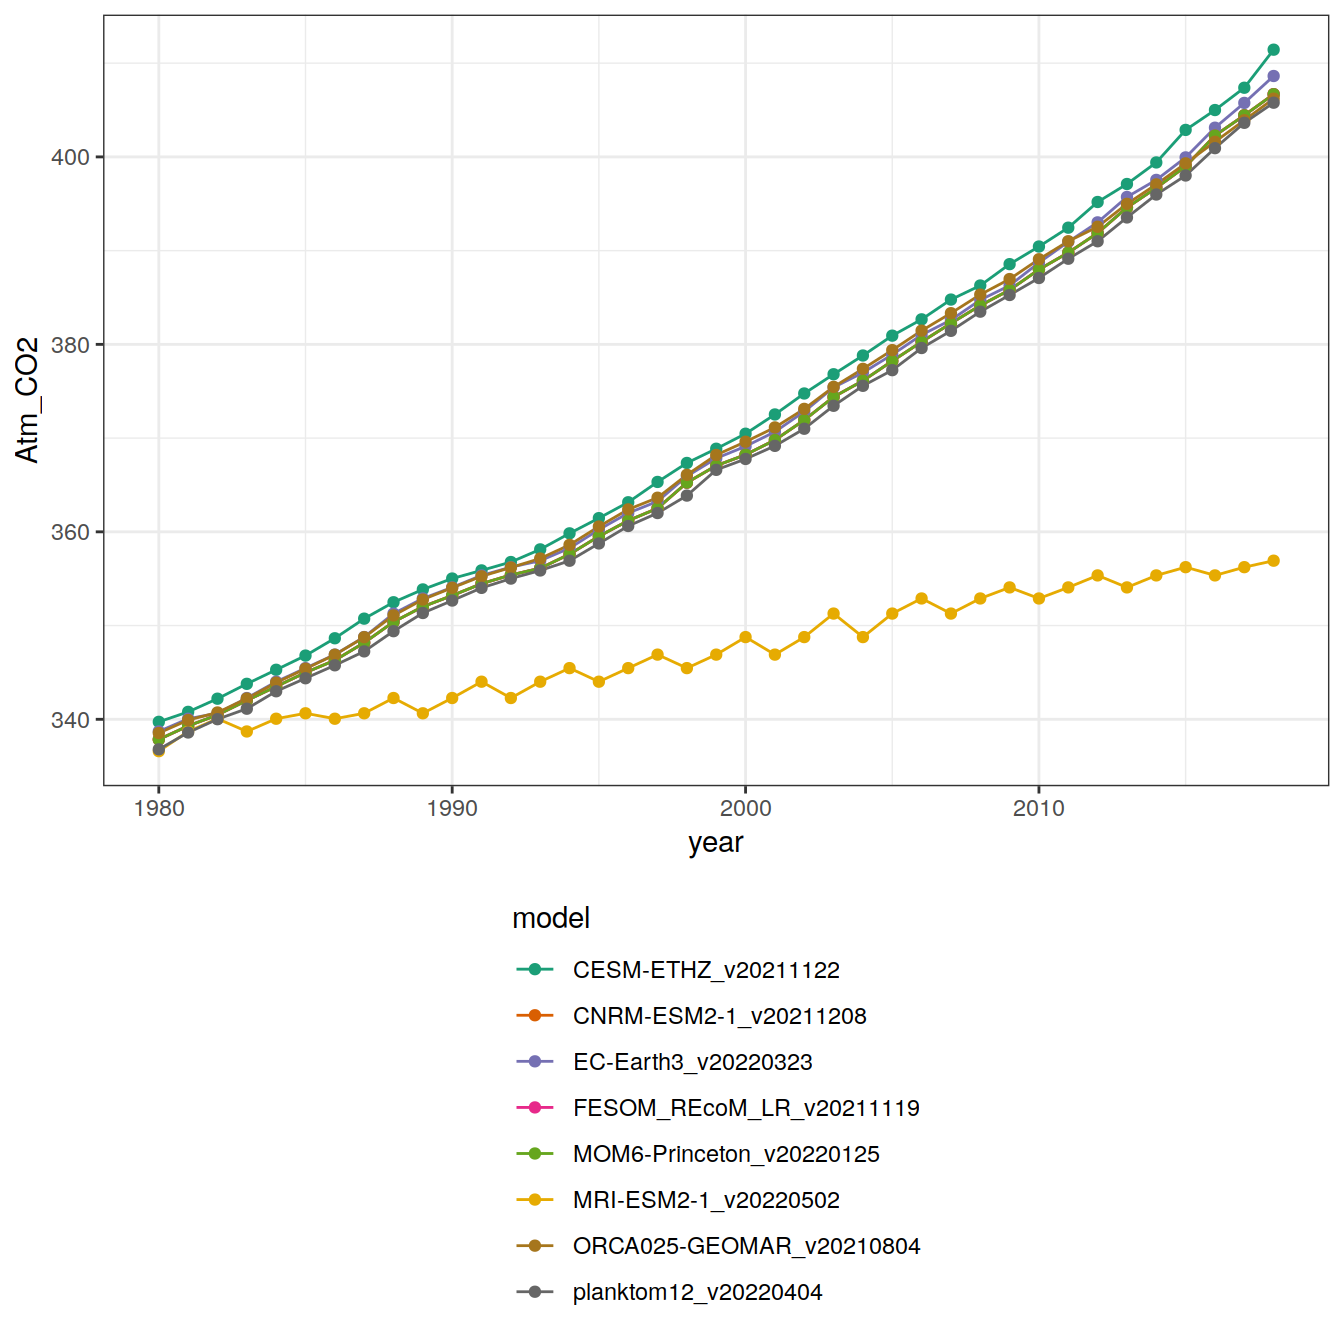 400
380
360
340
Atm_CO2
1980 1990 2000 2010
year
model
CESM-ETHZ_v20211122
CNRM-ESM2-1_v20211208
EC-Earth3_v20220323
FESOM_REcoM_LR_v20211119
MOM6-Princeton_v20220125
MRI-ESM2-1_v20220502
ORCA025-GEOMAR_v20210804
planktom12_v20220404